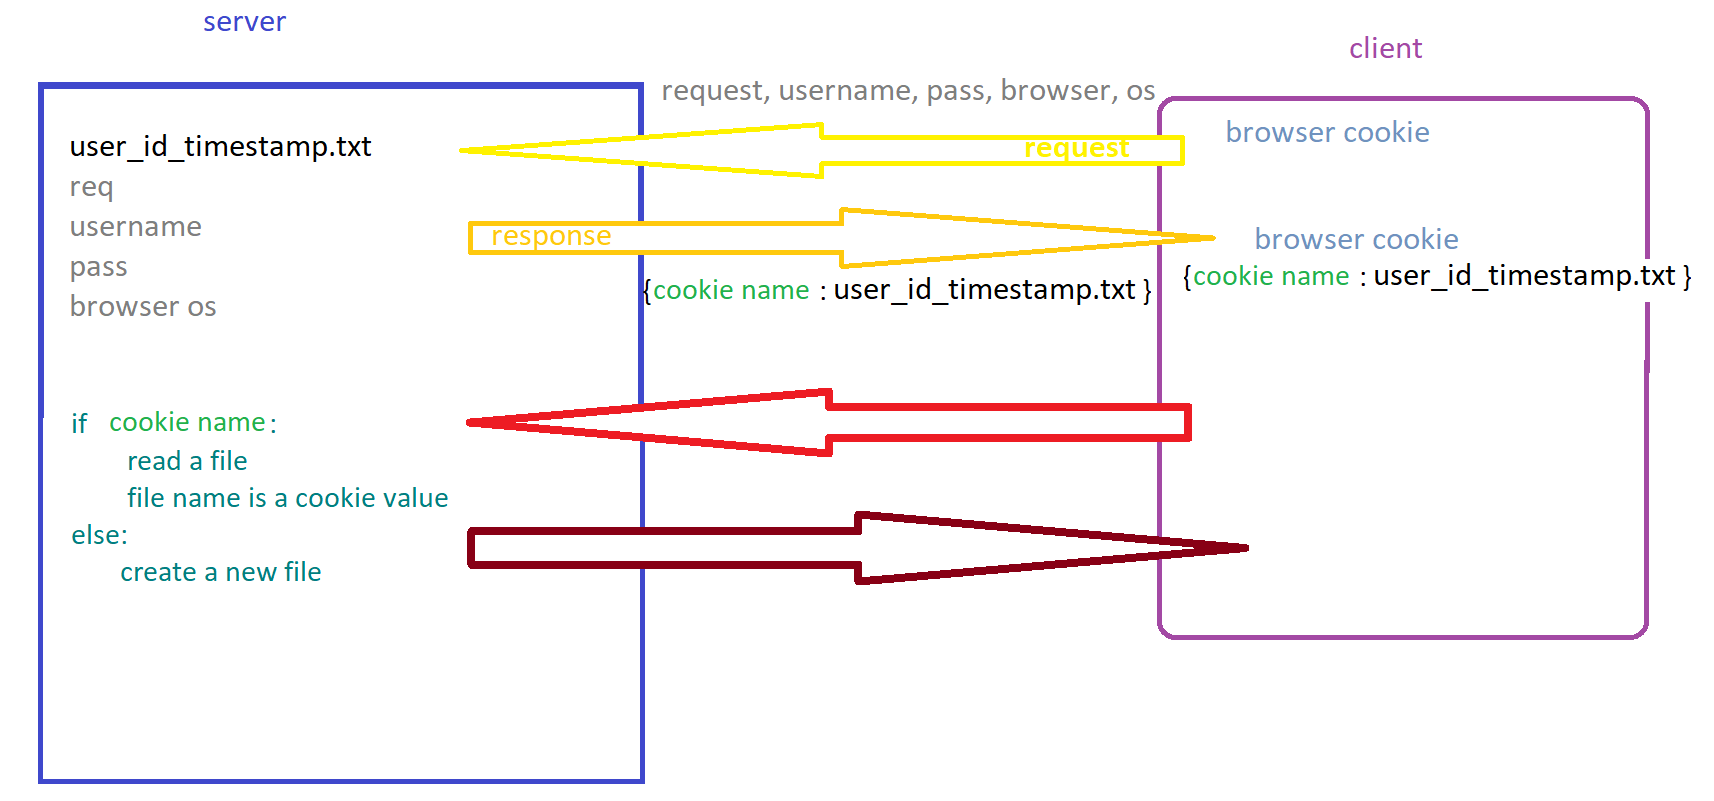 server
client
request, username, pass, browser, os
browser cookie
user_id_timestamp.txt
request
req
username
response
browser cookie
pass
{cookie name : user_id_timestamp.txt }
{cookie name : user_id_timestamp.txt }
browser os
if cookie name :
read a file
file name is a cookie value
else:
create a new file